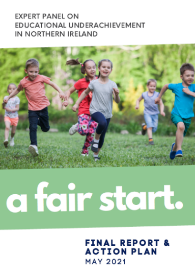 EXPERT PANEL ON
EDUCATIONAL UNDERACHIEVEMENT
IN NORTHERN IRELAND
a fair start.
FINAL REPORT &
ACTION PLAN
MAY 2021